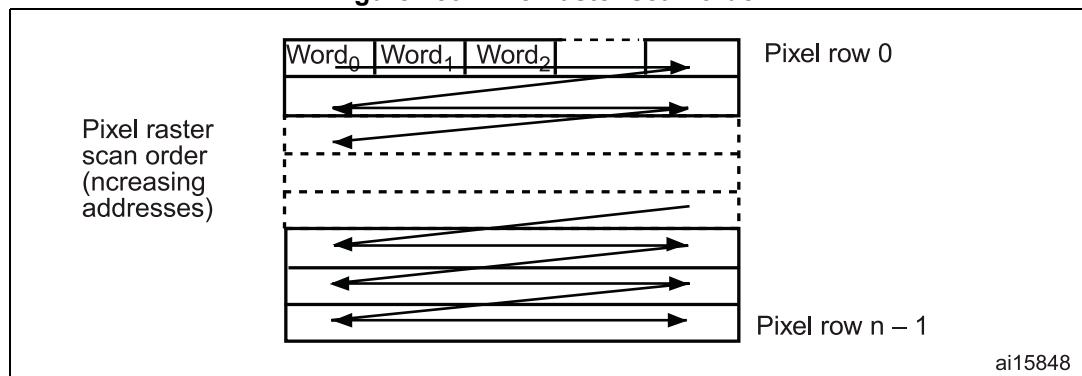 Word0 Word1 Word2
Pixel row 0
Pixel raster
scan order
(ncreasing
addresses)
Pixel row n – 1
ai15848